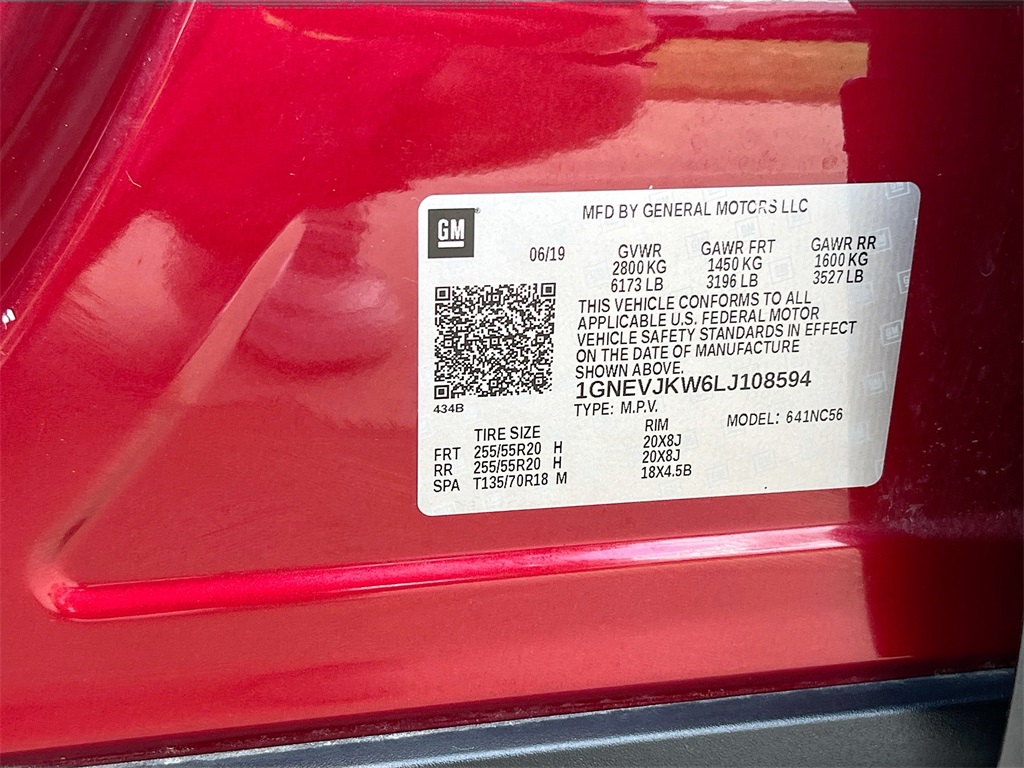 GM
MFD BY GENERAL MOTORS LLC
06/19
GVWR GAWR FRT GAWR RR
2800 KG 1450 KG 1600 KG
6173 LB 3196 LB 3527 LB
THIS VEHICLE CONFORMS TO ALL
APPLICABLE U.S. FEDERAL MOTOR
VEHICLE SAFETY STANDARDS IN EFFECT
ON THE DATE OF MANUFACTURE
SHOWN ABOVE.
1GNEVJKW6LJ108594
434B
TYPE: M.P.V. MODEL: 641NC56
TIRE SIZE RIM
FRT 255/55R20 H 20X8J
RR 255/55R20 H 20X8J
SPA T135/70R18 M 18X4.5B